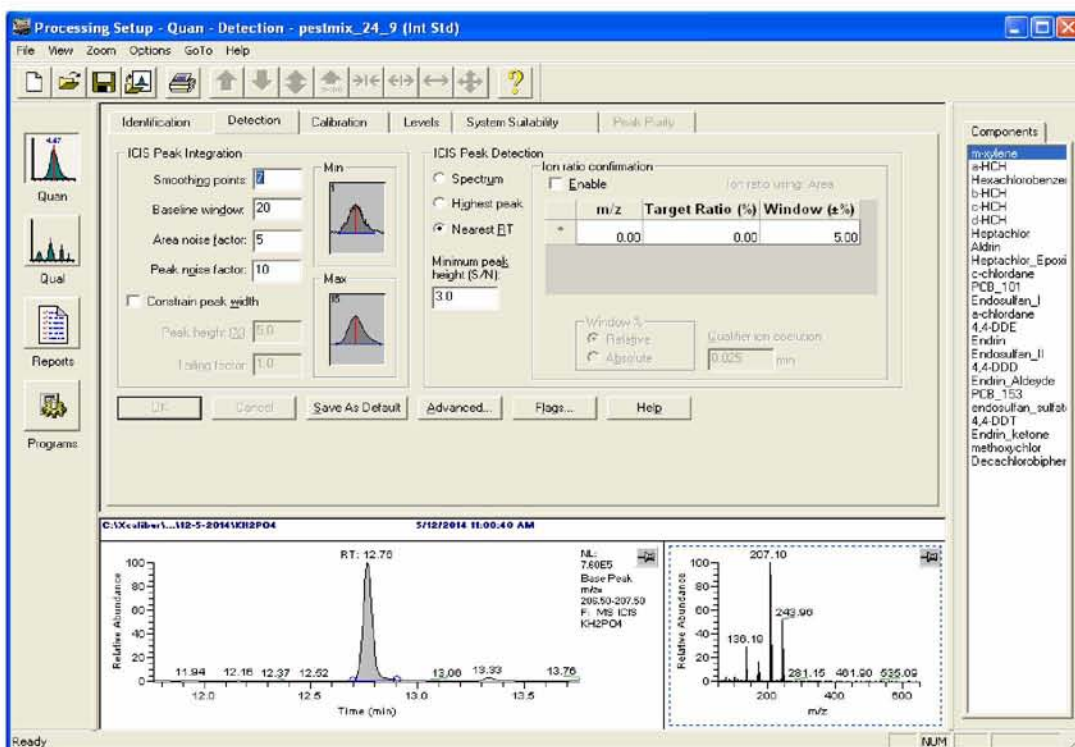 Processing Setup - Quan - Detection - pestmix_24_9 (Int Std)
File View Zoom Options GoTo Help
Identification Detection Calibration Levels System Suitability Peak Purity
Quan
Qual
Reports
Programs
ICIS Peak Integration
Smoothing points: 7
Baseline window: 20
Area noise factor: 5
Peak noise factor: 10
Constrain peak width
Peak height (%): 5.0
Tailing factor: 1.0
Min
1
Max
15
ICIS Peak Detection
Spectrum
Highest peak
Nearest RT
Minimum peak
height (S/N):
3.0
Ion ratio confirmation
Enable
Ion ratio using: Area
m/z Target Ratio (%) Window (±%)
* 0.00 0.00 5.00
Window %
Relative
Absolute
Qualifier ion coelution
0.025 min
OK Cancel Save As Default Advanced... Flags... Help
Components
m-xylene
a-HCH
Hexachlorobenzer
b-HCH
c-HCH
d-HCH
Heptachlor
Aldrin
Heptachlor_Epoxi
c-chlordane
PCB_101
Endosulfan_I
a-chlordane
4,4-DDE
Endrin
Endosulfan_II
4,4-DDD
Endrin_Aldeyde
PCB_153
endosulfan_sulfat
4,4-DDT
Endrin_ketone
methoxychlor
Decachlorobipher
C:\Xcalibur\...\12-5-2014\KH2PO4 5/12/2014 11:00:40 AM
RT: 12.76
Relative Abundance
100
80
60
40
20
0
11.94 12.16 12.37 12.52 13.06 13.33 13.76
12.0 12.5 13.0 13.5
Time (min)
NL:
7.60E5
Base Peak
m/z=
206.50-207.50
F: MS ICIS
KH2PO4
Relative Abundance
100
80
60
40
20
0
207.10
243.96
136.19
281.15 461.90 535.09
200 400 600
m/z
Ready NUM